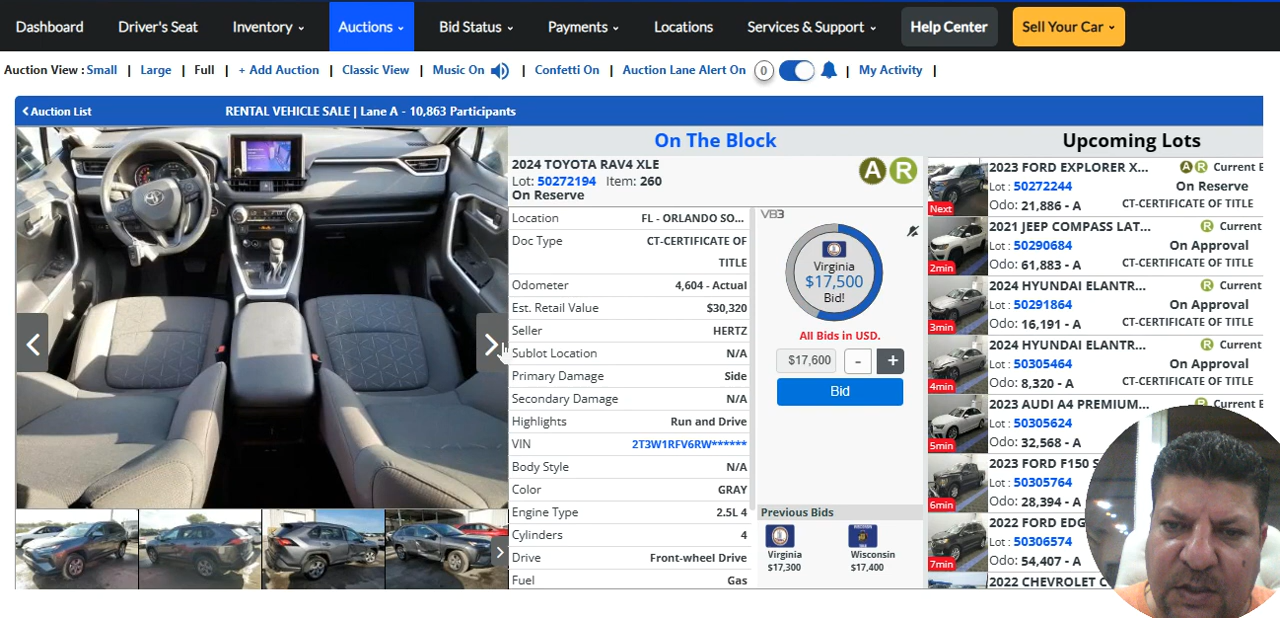 Dashboard Driver's Seat Inventory Auctions Bid Status Payments Locations Services & Support Help Center Sell Your Car
Auction View : Small | Large | Full | + Add Auction | Classic View | Music On | Confetti On | Auction Lane Alert On 0 | My Activity |
Auction List RENTAL VEHICLE SALE | Lane A - 10,863 Participants
On The Block
2024 TOYOTA RAV4 XLE
A R
Lot: 50272194 Item: 260
On Reserve
Location FL - ORLANDO SO...
Doc Type CT-CERTIFICATE OF
TITLE
Odometer 4,604 - Actual
Est. Retail Value $30,320
Seller HERTZ
Sublot Location N/A
Primary Damage Side
Secondary Damage N/A
Highlights Run and Drive
VIN 2T3W1RFV6RW******
Body Style N/A
Color GRAY
Engine Type 2.5L 4
Cylinders 4
Drive Front-wheel Drive
Fuel Gas
VB3
Virginia
$17,500
Bid!
All Bids in USD.
$17,600 - +
Bid
Previous Bids
Virginia
$17,300
Wisconsin
$17,400
Upcoming Lots
2023 FORD EXPLORER X... A R Current
Lot : 50272244 On Reserve
Next Odo: 21,886 - A CT-CERTIFICATE OF TITLE
2021 JEEP COMPASS LAT... R Current
Lot : 50290684 On Approval
2min Odo: 61,883 - A CT-CERTIFICATE OF TITLE
2024 HYUNDAI ELANTR... R Current
Lot : 50291864 On Approval
3min Odo: 16,191 - A CT-CERTIFICATE OF TITLE
2024 HYUNDAI ELANTR... R Current
Lot : 50305464 On Approval
4min Odo: 8,320 - A CT-CERTIFICATE OF TITLE
2023 AUDI A4 PREMIUM... Current
Lot : 50305624
5min Odo: 32,568 - A
2023 FORD F150 S
Lot : 50305764
6min Odo: 28,394 - A
2022 FORD EDG
Lot : 50306574
7min Odo: 54,407 - A
2022 CHEVROLET C